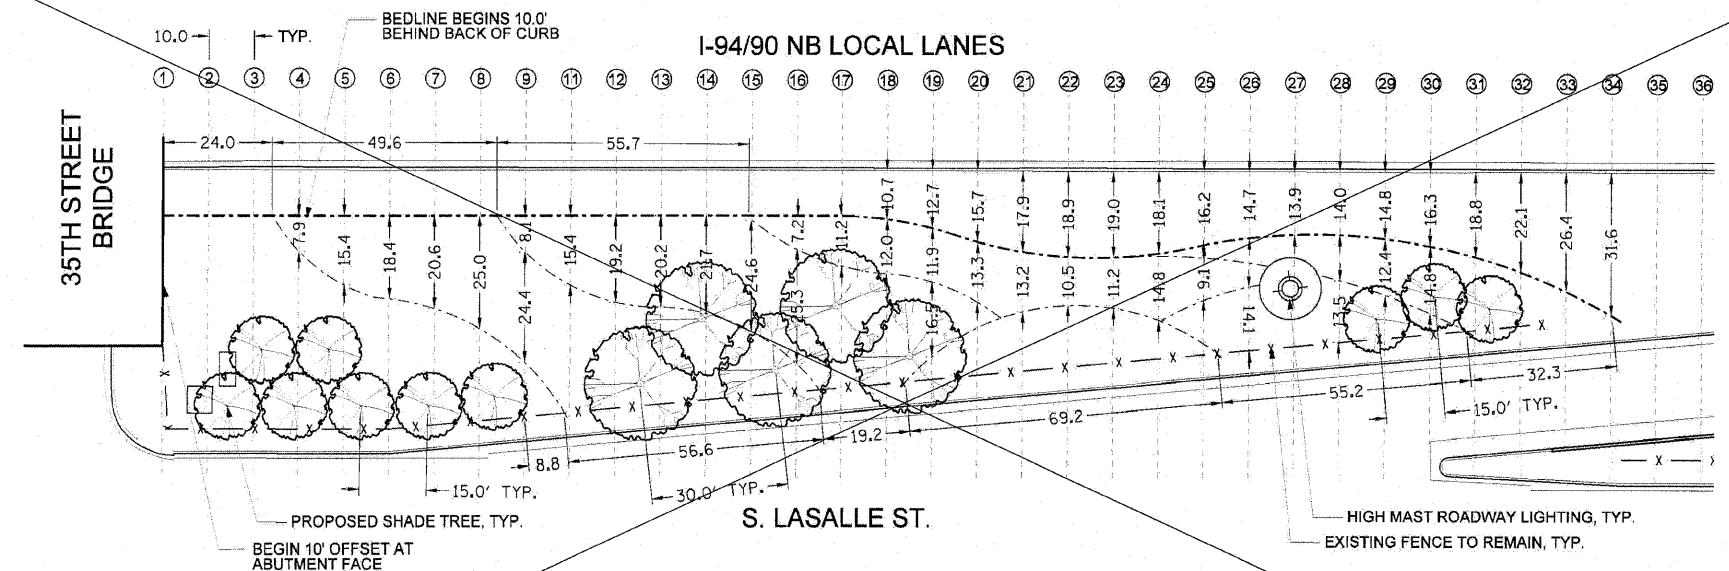 BEDLINE BEGINS 10.0'
BEHIND BACK OF CURB
10.0 TYP.
I-94/90 NB LOCAL LANES
1 2 3 4 5 6 7 8 9 11 12 13 14 15 16 17 18 19 20 21 22 23 24 25 26 27 28 29 30 31 32 33 34 35 36
35TH STREET
BRIDGE
24.0 49.6 55.7
10.7 12.7 15.7 17.9 18.9 19.0 18.1 16.2 14.7 13.9 14.0 14.8 16.3 18.8 22.1 26.4 31.6
7.9 15.4 18.4 20.6 25.0 8.1 15.4 19.2 20.2 21.7 24.6 7.2 11.2 12.0 11.9 13.3 13.2 10.5 11.2 14.8 9.1 12.4 14.8
24.4 25.3 16.5 14.1 13.5
X X X X X X X X X X X X X X X X X X X X X X X X X X
8.8 56.6 19.2 69.2 55.2 32.3
15.0' TYP. 30.0' TYP. 15.0' TYP.
X X
PROPOSED SHADE TREE, TYP.
S. LASALLE ST.
HIGH MAST ROADWAY LIGHTING, TYP.
EXISTING FENCE TO REMAIN, TYP.
BEGIN 10' OFFSET AT
ABUTMENT FACE